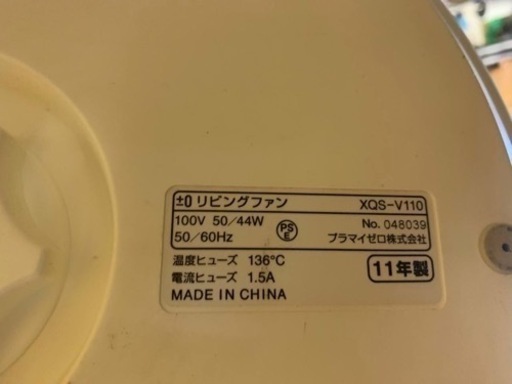 ±0 リビングファン XQS-V110
100V 50/44W No. 048039
50/60Hz PSE プラマイゼロ株式会社
温度ヒューズ 136℃
電流ヒューズ 1.5A 11年製
MADE IN CHINA